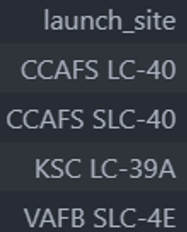 launch_site
CCAFS LC-40
CCAFS SLC-40
KSC LC-39A
VAFB SLC-4E